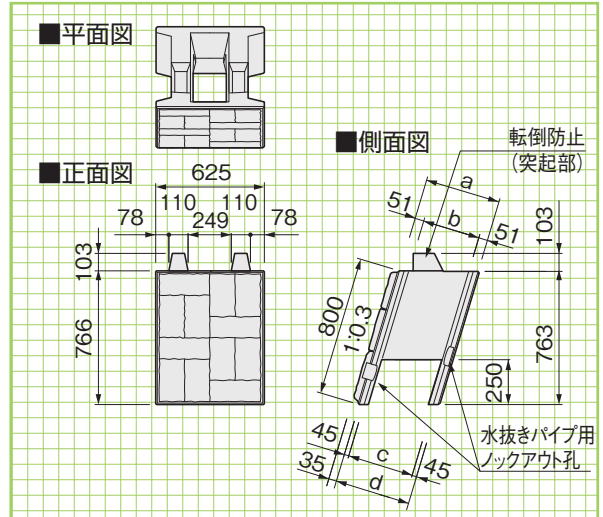 ■平面図
■正面図
625
110
110
78
249
78
103
766
■側面図
転倒防止
(突起部)
a
51
b
51
103
800
1:0.3
763
250
45
c
45
35
d
水抜きパイプ用
ノックアウト孔